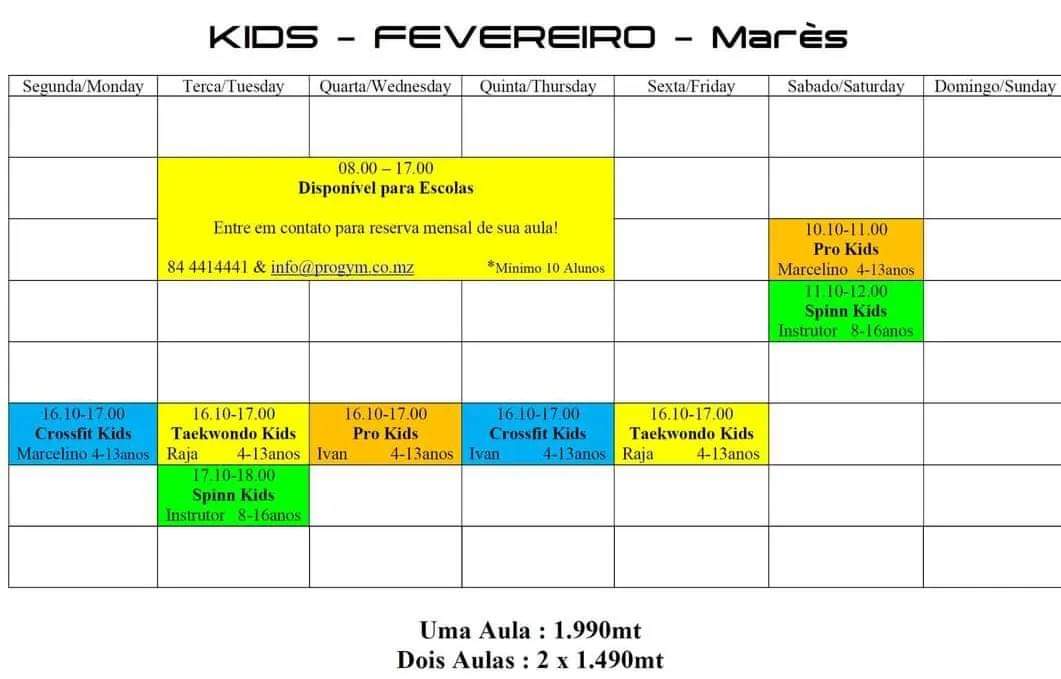 KIDS - FEVEREIRO - Marès
Segunda/Monday Terca/Tuesday Quarta/Wednesday Quinta/Thursday Sexta/Friday Sabado/Saturday Domingo/Sunday
08.00 – 17.00
Disponível para Escolas
Entre em contato para reserva mensal de sua aula!
84 4414441 & info@progym.co.mz *Minimo 10 Alunos
10.10-11.00
Pro Kids
Marcelino 4-13anos
11.10-12.00
Spinn Kids
Instrutor 8-16anos
16.10-17.00
Crossfit Kids
Marcelino 4-13anos
16.10-17.00
Taekwondo Kids
Raja 4-13anos
16.10-17.00
Pro Kids
Ivan 4-13anos
16.10-17.00
Crossfit Kids
Ivan 4-13anos
16.10-17.00
Taekwondo Kids
Raja 4-13anos
17.10-18.00
Spinn Kids
Instrutor 8-16anos
Uma Aula : 1.990mt
Dois Aulas : 2 x 1.490mt